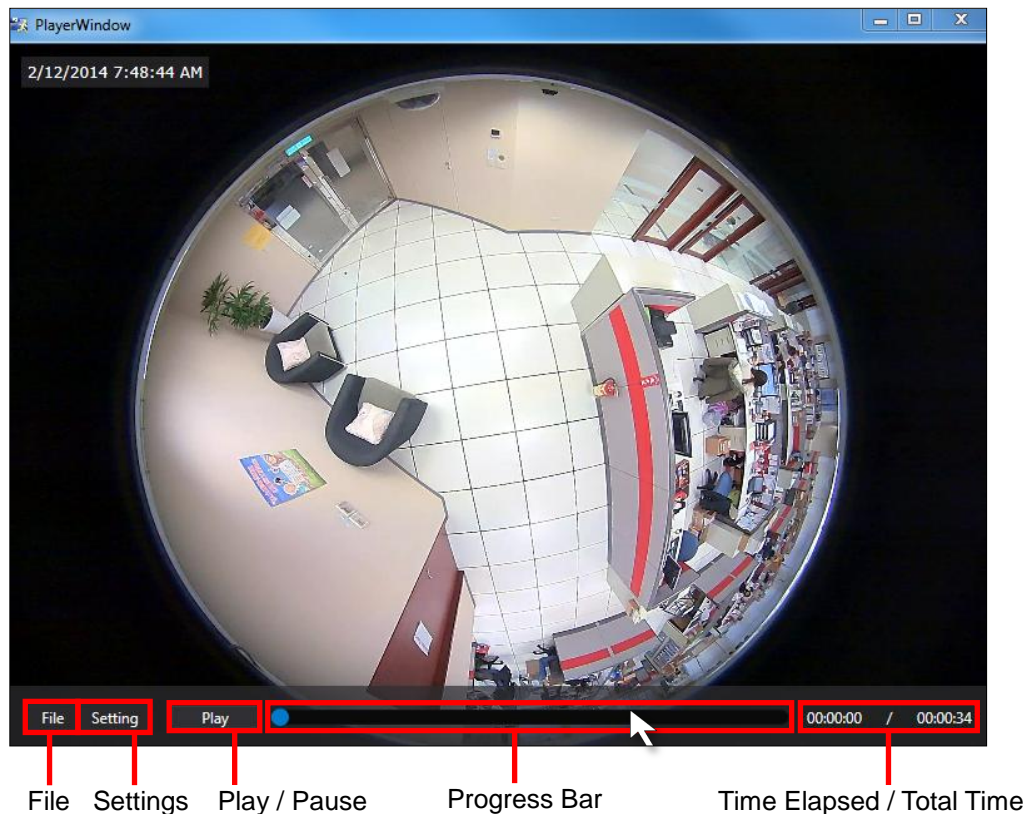 PlayerWindow
2/12/2014 7:48:44 AM
File Setting Play 00:00:00 / 00:00:34
File Settings Play / Pause Progress Bar Time Elapsed / Total Time